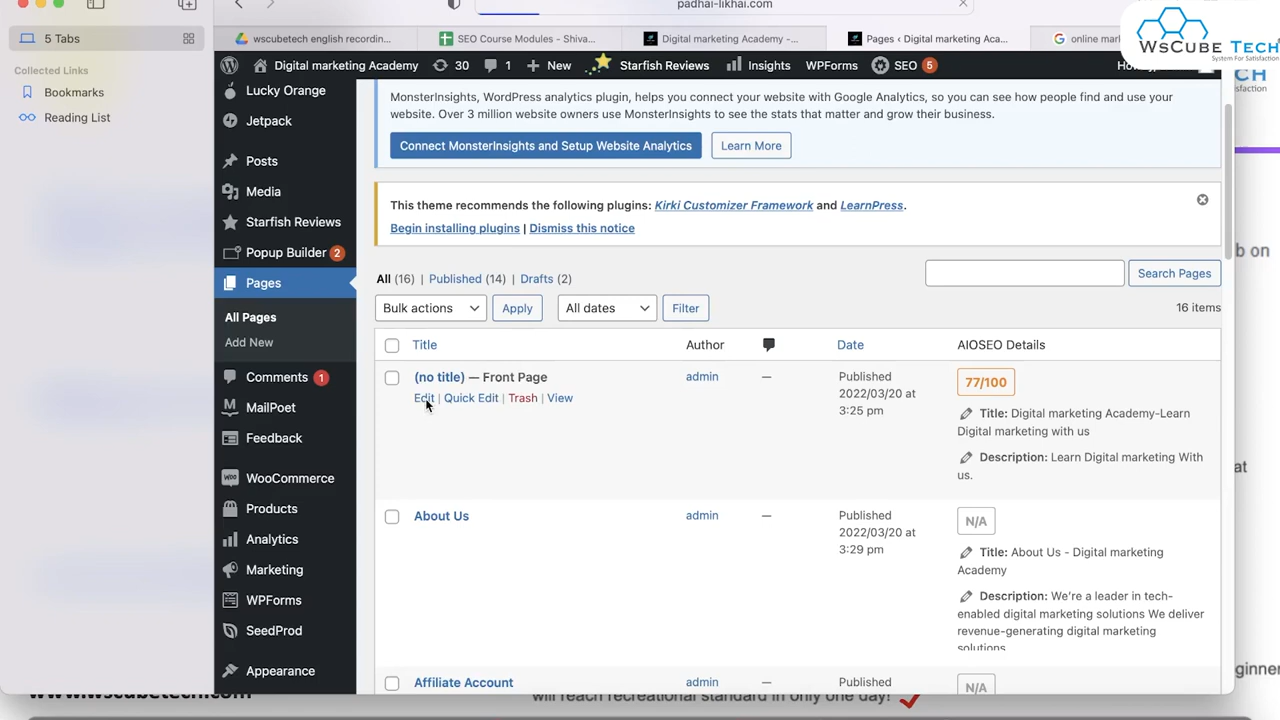 padhai-likhai.com
5 Tabs
wscubetech english recordin...
SEO Course Modules - Shiva...
Digital marketing Academy -...
Pages ‹ Digital marketing Aca...
online mar
WsCube Tech
System For Satisfaction
Collected Links
Bookmarks
Reading List
Digital marketing Academy
30
1
+ New
Starfish Reviews
Insights
WPForms
SEO 5
Lucky Orange
Jetpack
Posts
Media
Starfish Reviews
Popup Builder 2
Pages
All Pages
Add New
Comments 1
MailPoet
Feedback
WooCommerce
Products
Analytics
Marketing
WPForms
SeedProd
Appearance
MonsterInsights, WordPress analytics plugin, helps you connect your website with Google Analytics, so you can see how people find and use your
website. Over 3 million website owners use MonsterInsights to see the stats that matter and grow their business.
Connect MonsterInsights and Setup Website Analytics
Learn More
This theme recommends the following plugins: Kirki Customizer Framework and LearnPress.
Begin installing plugins | Dismiss this notice
All (16) | Published (14) | Drafts (2)
Search Pages
Bulk actions
Apply
All dates
Filter
16 items
Title
Author
Date
AIOSEO Details
(no title) — Front Page
Edit | Quick Edit | Trash | View
admin
—
Published
2022/03/20 at
3:25 pm
77/100
Title: Digital marketing Academy-Learn
Digital marketing with us
Description: Learn Digital marketing With
us.
About Us
admin
—
Published
2022/03/20 at
3:29 pm
N/A
Title: About Us - Digital marketing
Academy
Description: We're a leader in tech-
enabled digital marketing solutions We deliver
revenue-generating digital marketing
solutions
Affiliate Account
admin
—
Published
N/A
b on
at
ginner
www.wscubetech.com
will reach recreational standard in only one day!